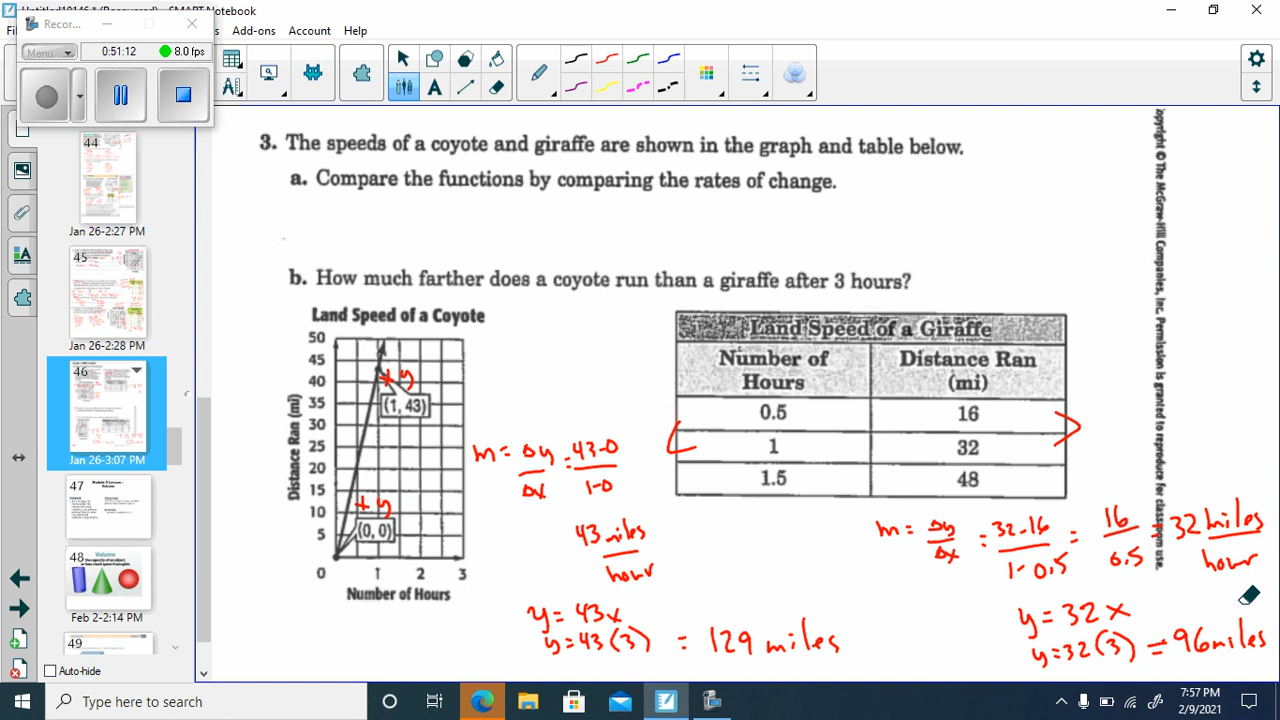 Untitled10146 * - SMART Notebook
Recor...
Add-ons Account Help
Menu
0:51:12
8.0 fps
44
Jan 26-2:27 PM
45
Jan 26-2:28 PM
46
Jan 26-3:07 PM
47
48
Volume
Feb 2-2:14 PM
49
Auto-hide
3. The speeds of a coyote and giraffe are shown in the graph and table below.
a. Compare the functions by comparing the rates of change.
b. How much farther does a coyote run than a giraffe after 3 hours?
Land Speed of a Coyote
Distance Ran (mi)
50
45
40
35
30
25
20
15
10
5
0 1 2 3
Number of Hours
x y
(1, 43)
x y
(0, 0)
m = Δy/Δx = 43-0/1-0
43 miles/hour
y = 43x
y = 43(3) = 129 miles
Land Speed of a Giraffe
Number of Hours Distance Ran (mi)
0.5 16
1 32
1.5 48
m = Δy/Δx = 32-16/1-0.5 = 16/0.5 = 32 miles/hour
y = 32x
y = 32(3) = 96 miles
opyright © The McGraw-Hill Companies, Inc. Permission is granted to reproduce for classroom use.
Type here to search
7:57 PM
2/9/2021